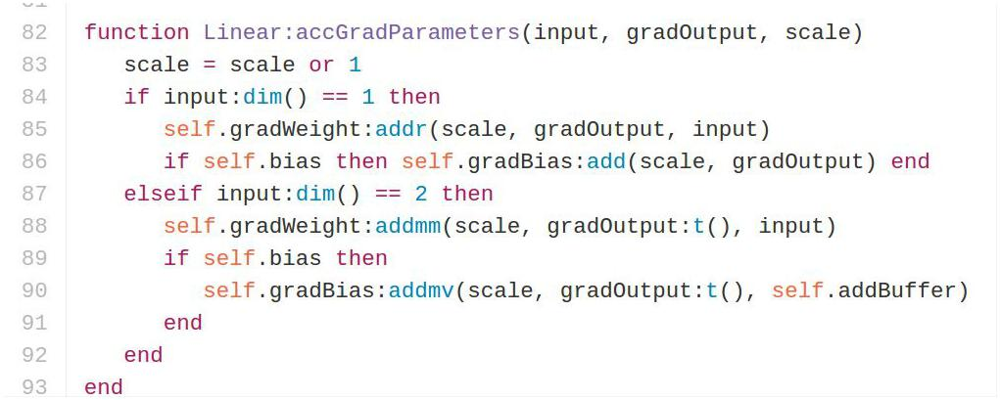 81
82 function Linear:accGradParameters(input, gradOutput, scale)
83 scale = scale or 1
84 if input:dim() == 1 then
85 self.gradWeight:addr(scale, gradOutput, input)
86 if self.bias then self.gradBias:add(scale, gradOutput) end
87 elseif input:dim() == 2 then
88 self.gradWeight:addmm(scale, gradOutput:t(), input)
89 if self.bias then
90 self.gradBias:addmv(scale, gradOutput:t(), self.addBuffer)
91 end
92 end
93 end